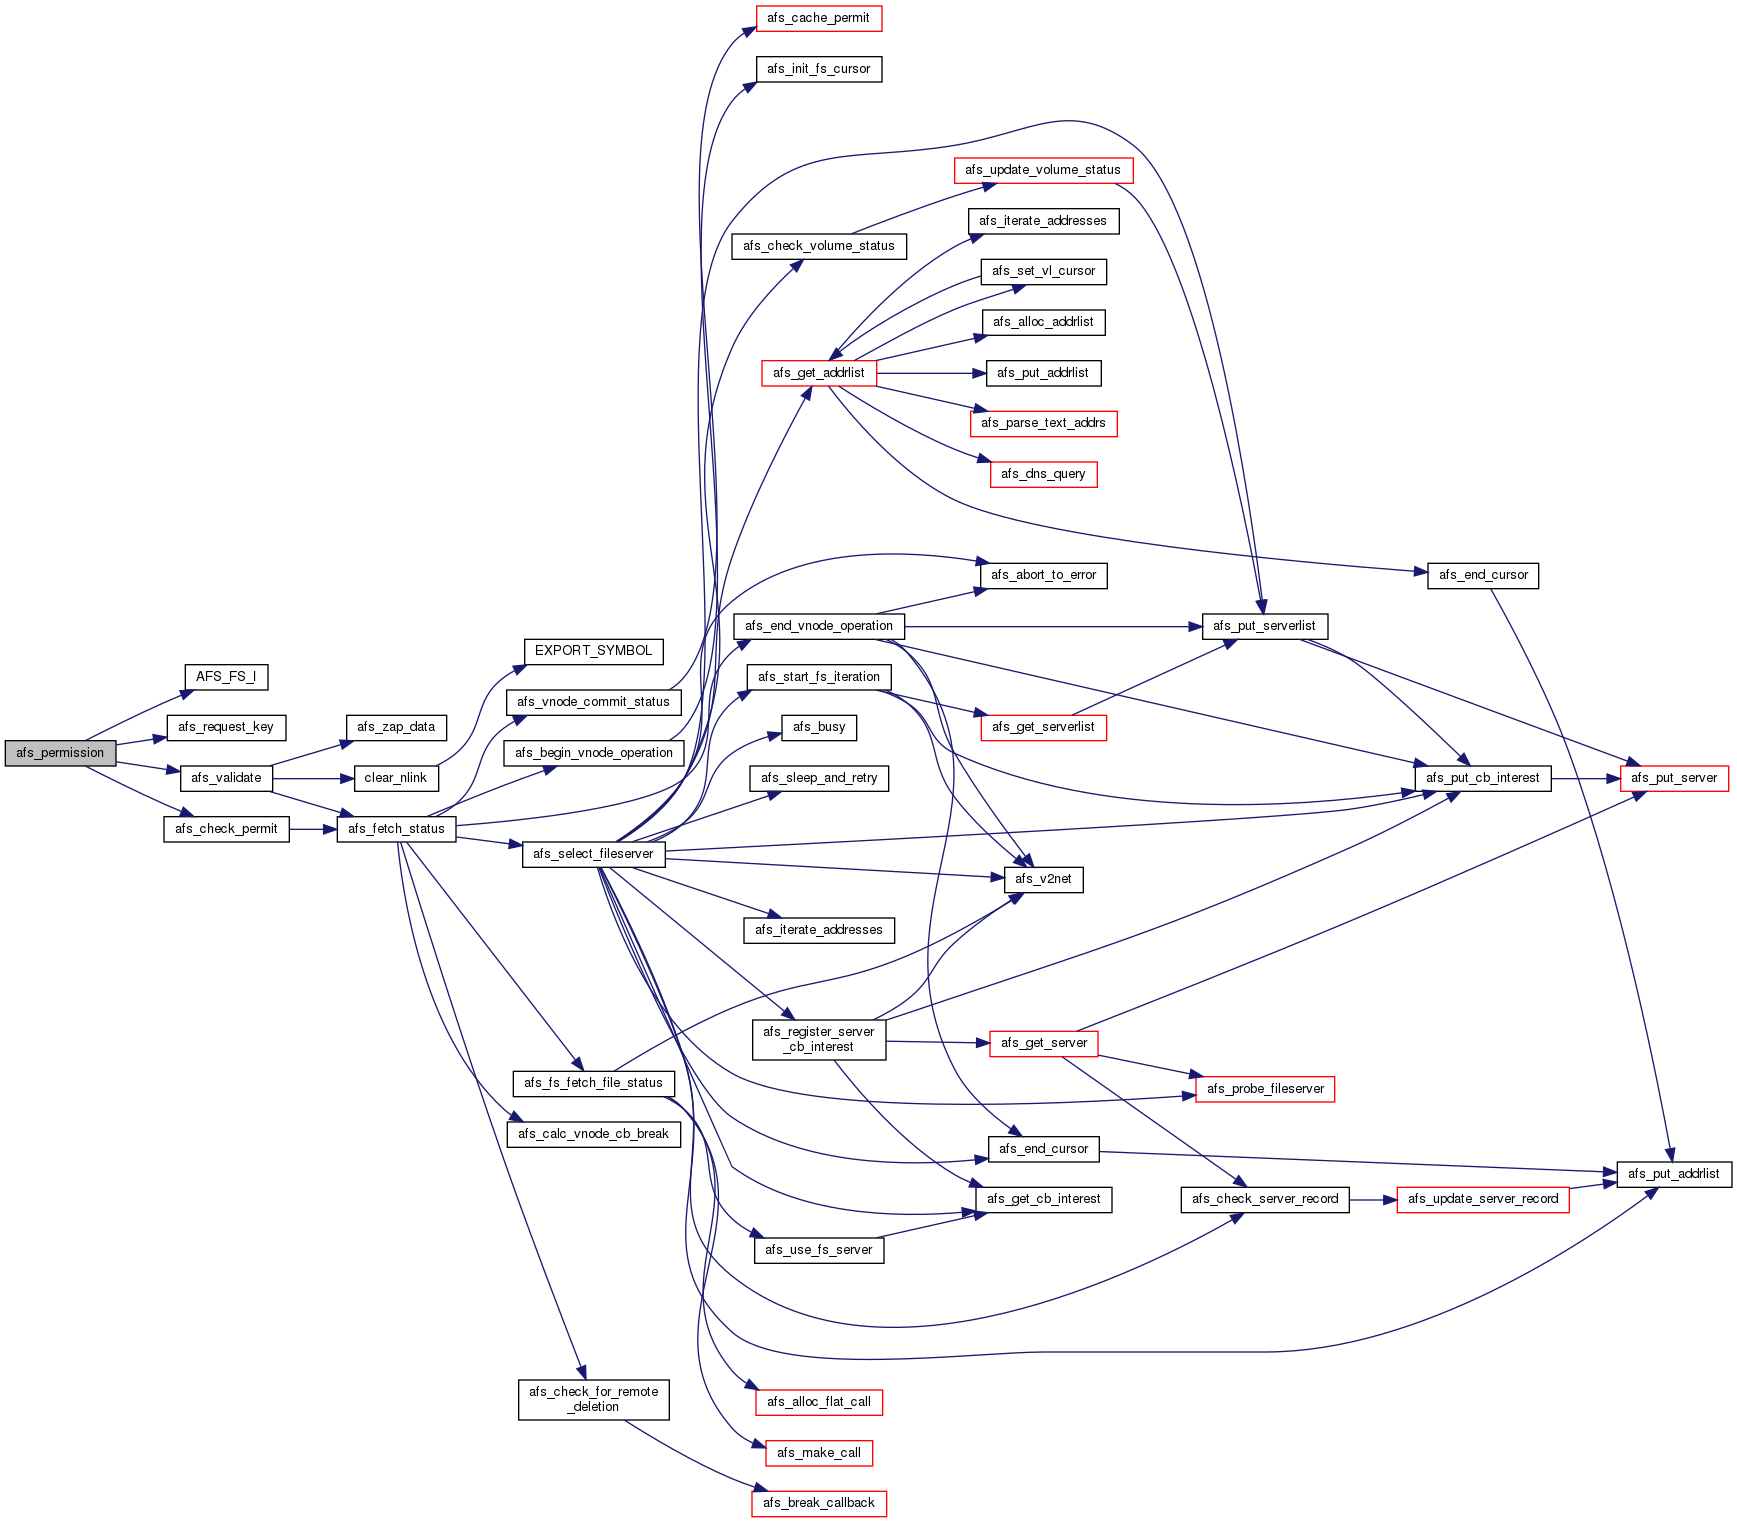 afs_cache_permit
afs_init_fs_cursor
afs_update_volume_status
afs_iterate_addresses
afs_check_volume_status
afs_set_vl_cursor
afs_alloc_addrlist
afs_get_addrlist
afs_put_addrlist
afs_parse_text_addrs
afs_dns_query
afs_abort_to_error
afs_end_cursor
afs_end_vnode_operation
afs_put_serverlist
EXPORT_SYMBOL
AFS_FS_I
afs_start_fs_iteration
afs_vnode_commit_status
afs_request_key
afs_zap_data
afs_busy
afs_get_serverlist
afs_permission
afs_begin_vnode_operation
afs_validate
clear_nlink
afs_sleep_and_retry
afs_put_cb_interest
afs_put_server
afs_check_permit
afs_fetch_status
afs_select_fileserver
afs_v2net
afs_iterate_addresses
afs_register_server
_cb_interest
afs_get_server
afs_fs_fetch_file_status
afs_probe_fileserver
afs_calc_vnode_cb_break
afs_end_cursor
afs_put_addrlist
afs_get_cb_interest
afs_check_server_record
afs_update_server_record
afs_use_fs_server
afs_check_for_remote
_deletion
afs_alloc_flat_call
afs_make_call
afs_break_callback